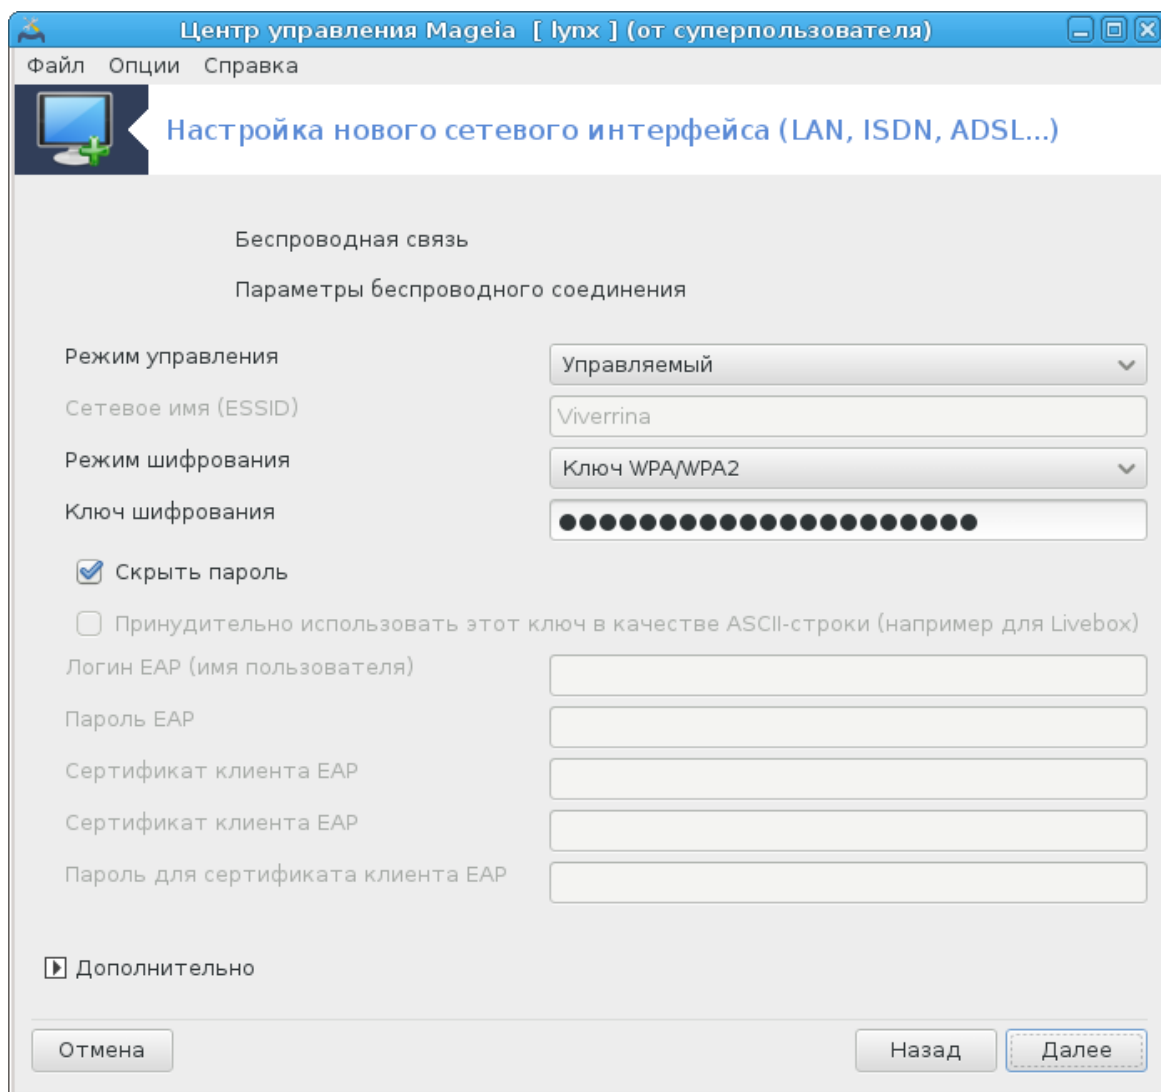 Центр управления Mageia [ lynx ] (от суперпользователя)
Файл Опции Справка
Настройка нового сетевого интерфейса (LAN, ISDN, ADSL...)
Беспроводная связь
Параметры беспроводного соединения
Режим управления Управляемый
Сетевое имя (ESSID) Viverrina
Режим шифрования Ключ WPA/WPA2
Ключ шифрования ●●●●●●●●●●●●●●●●●●●●●
Скрыть пароль
Принудительно использовать этот ключ в качестве ASCII-строки (например для Livebox)
Логин EAP (имя пользователя)
Пароль EAP
Сертификат клиента EAP
Сертификат клиента EAP
Пароль для сертификата клиента EAP
Дополнительно
Отмена Назад Далее